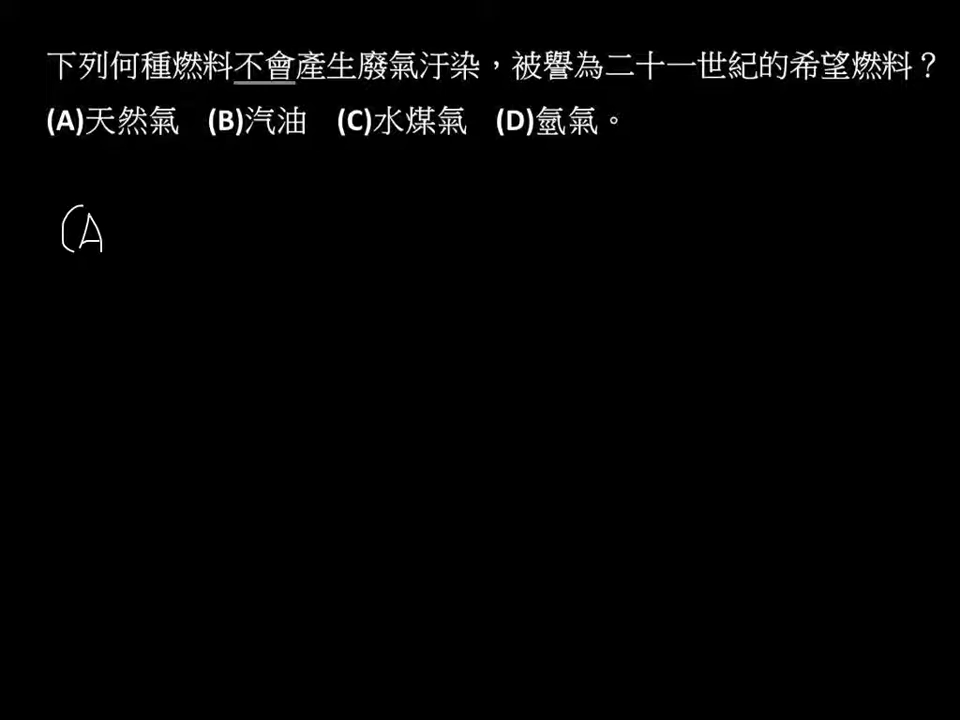 下列何種燃料不會產生廢氣汙染，被譽為二十一世紀的希望燃料？
(A)天然氣 (B)汽油 (C)水煤氣 (D)氫氣。
(A